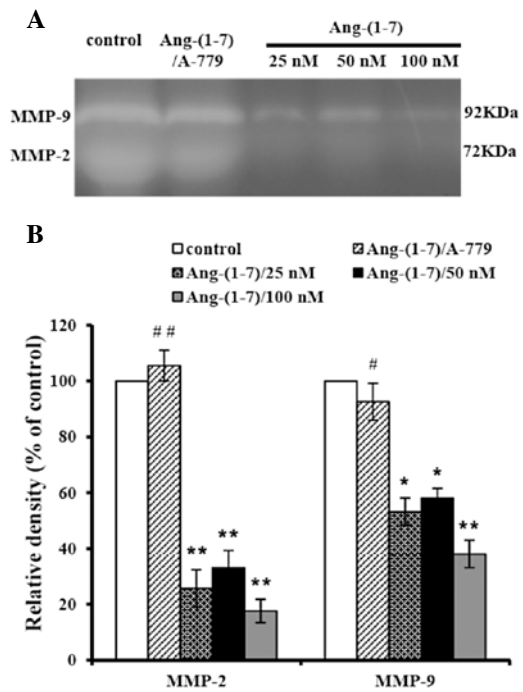 A
control
Ang-(1-7)
/A-779
Ang-(1-7)
25 nM 50 nM 100 nM
MMP-9
92KDa
MMP-2
72KDa
B
control
Ang-(1-7)/A-779
Ang-(1-7)/25 nM
Ang-(1-7)/50 nM
Ang-(1-7)/100 nM
Relative density (% of control)
120
100
80
60
40
20
0
# #
**
**
**
#
*
*
**
MMP-2
MMP-9